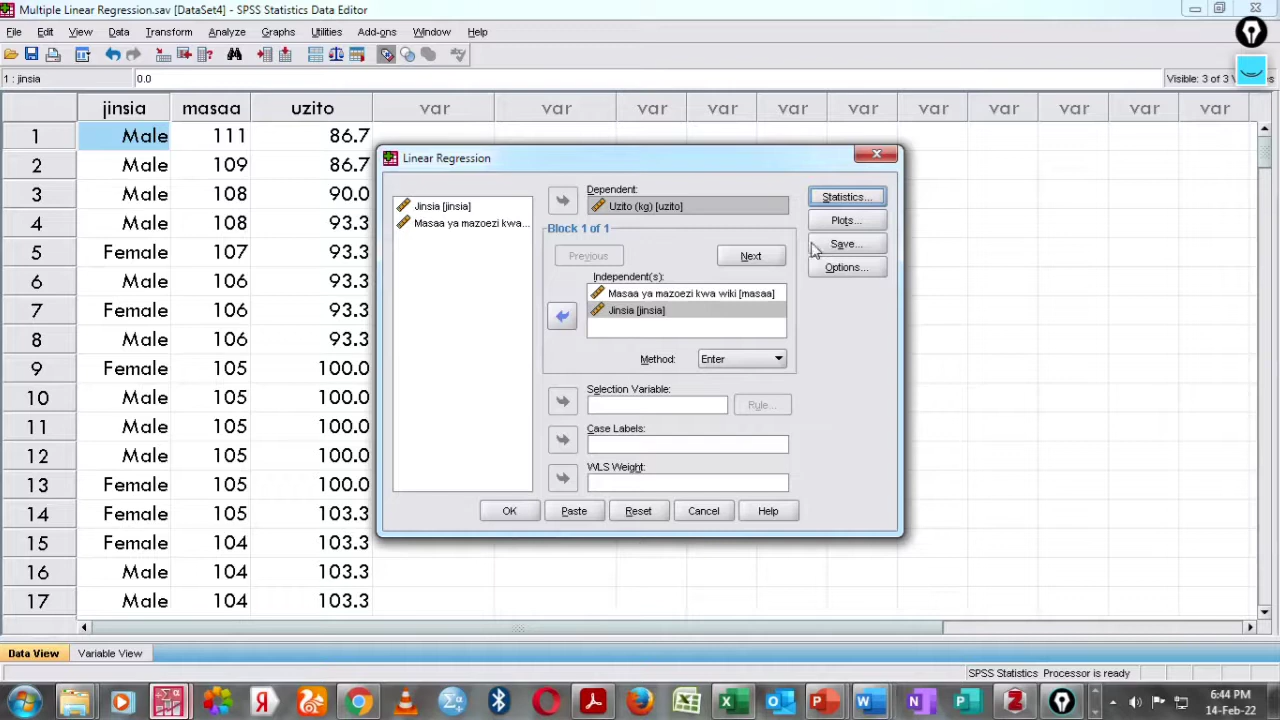 Multiple Linear Regression.sav [DataSet4] - SPSS Statistics Data Editor
File Edit View Data Transform Analyze Graphs Utilities Add-ons Window Help
1 : jinsia 0.0 Visible: 3 of 3
jinsia masaa uzito var var var var var var var var var
1 Male 111 86.7
2 Male 109 86.7
3 Male 108 90.0
4 Male 108 93.3
5 Female 107 93.3
6 Male 106 93.3
7 Female 106 93.3
8 Male 106 93.3
9 Female 105 100.0
10 Male 105 100.0
11 Female 105 100.0
12 Male 105 100.0
13 Female 105 100.0
14 Female 105 103.3
15 Female 104 103.3
16 Male 104 103.3
17 Male 104 103.3
Linear Regression
Jinsia [jinsia]
Masaa ya mazoezi kwa...
Dependent:
Uzito (kg) [uzito]
Block 1 of 1
Previous Next
Independent(s):
Masaa ya mazoezi kwa wiki [masaa]
Jinsia [jinsia]
Method: Enter
Selection Variable:
Rule...
Case Labels:
WLS Weight:
Statistics...
Plots...
Save...
Options...
OK Paste Reset Cancel Help
Data View Variable View
SPSS Statistics Processor is ready
6:44 PM
14-Feb-22